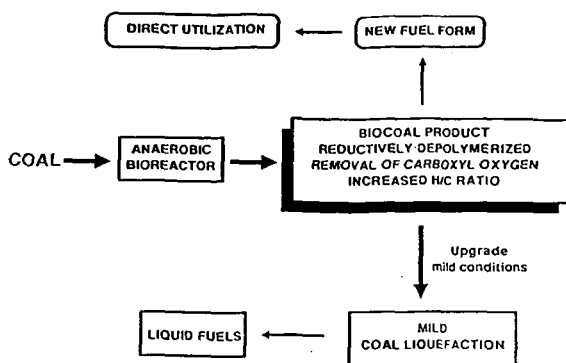 DIRECT UTILIZATION
NEW FUEL FORM
COAL
ANAEROBIC
BIOREACTOR
BIOCOAL PRODUCT
REDUCTIVELY-DEPOLYMERIZED
REMOVAL OF CARBOXYL OXYGEN
INCREASED H/C RATIO
Upgrade
mild conditions
LIQUID FUELS
MILD
COAL LIQUEFACTION